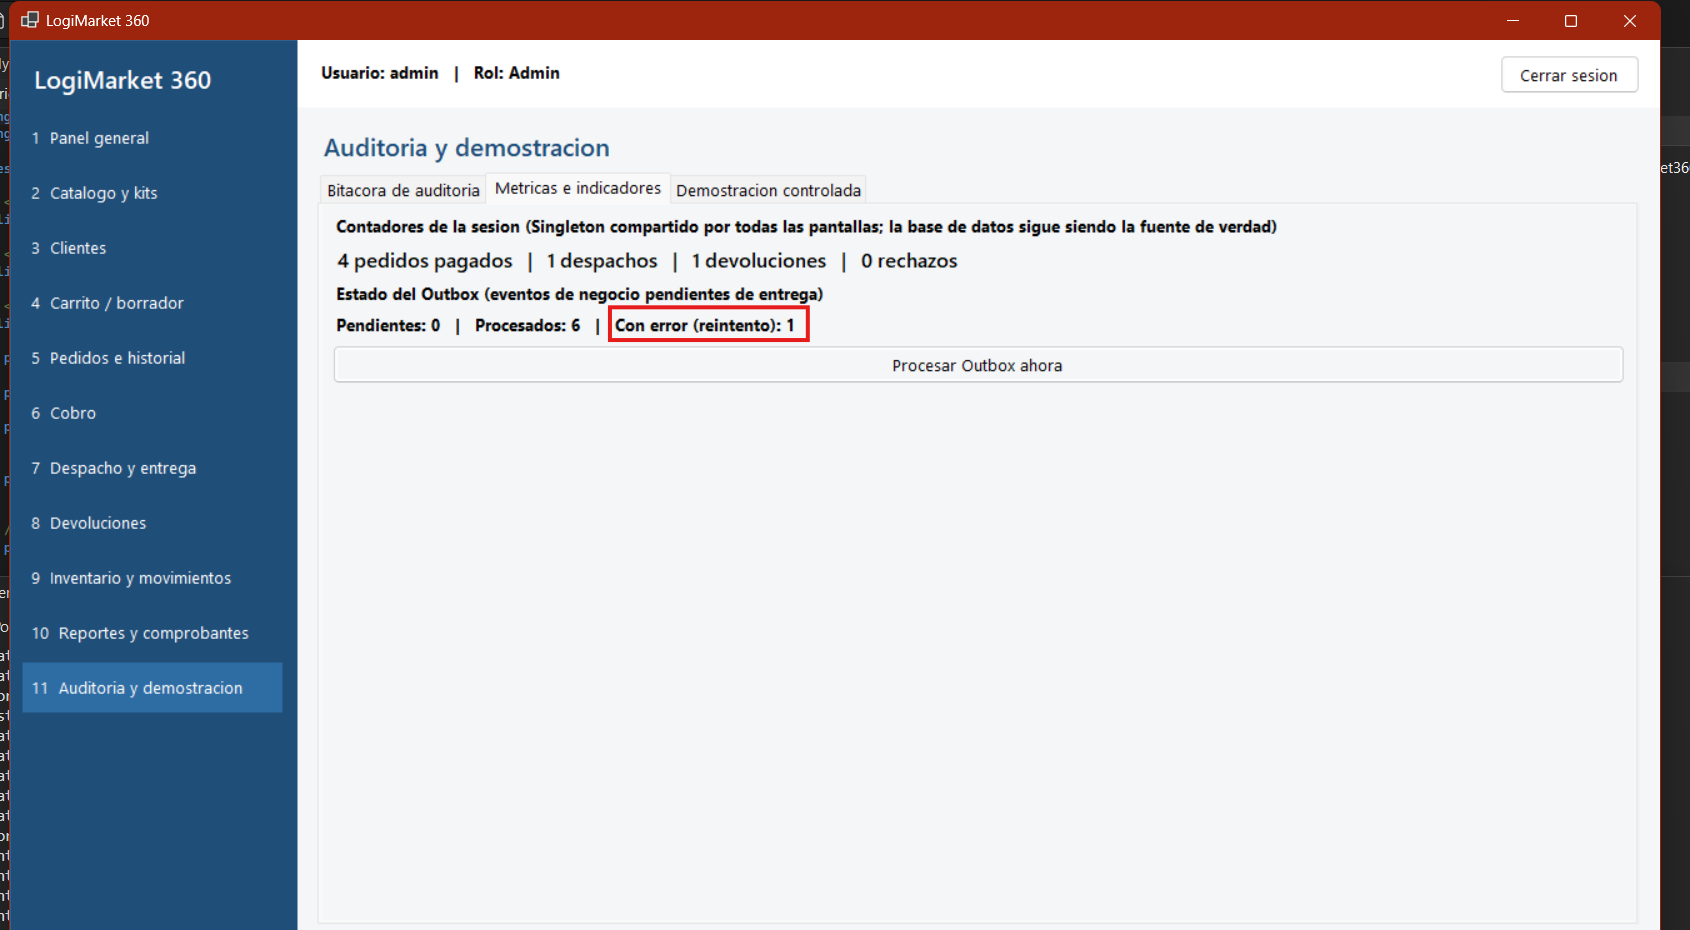 LogiMarket 360
LogiMarket 360
1 Panel general
2 Catalogo y kits
3 Clientes
4 Carrito / borrador
5 Pedidos e historial
6 Cobro
7 Despacho y entrega
8 Devoluciones
9 Inventario y movimientos
10 Reportes y comprobantes
11 Auditoria y demostracion
Usuario: admin | Rol: Admin
Cerrar sesion
Auditoria y demostracion
Bitacora de auditoria Metricas e indicadores Demostracion controlada
Contadores de la sesion (Singleton compartido por todas las pantallas; la base de datos sigue siendo la fuente de verdad)
4 pedidos pagados | 1 despachos | 1 devoluciones | 0 rechazos
Estado del Outbox (eventos de negocio pendientes de entrega)
Pendientes: 0 | Procesados: 6 | Con error (reintento): 1
Procesar Outbox ahora